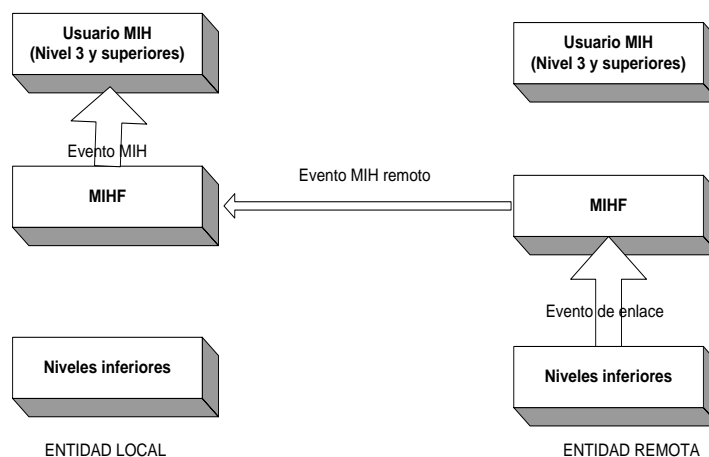 Usuario MIH
(Nivel 3 y superiores)
Usuario MIH
(Nivel 3 y superiores)
Evento MIH
Evento MIH remoto
MIHF
MIHF
Evento de enlace
Niveles inferiores
Niveles inferiores
ENTIDAD LOCAL
ENTIDAD REMOTA